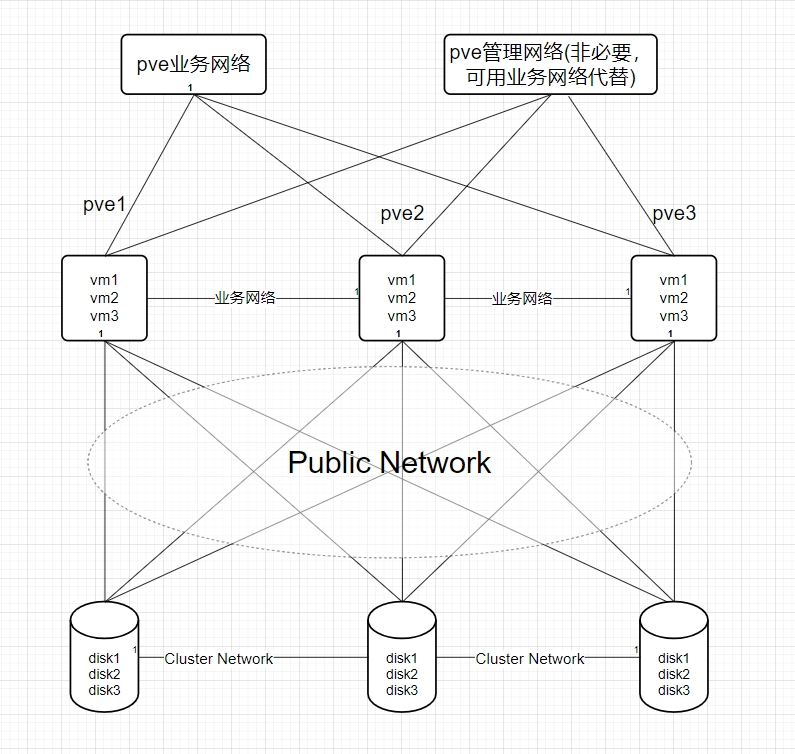 pve业务网络
1
pve管理网络(非必要，
可用业务网络代替)
pve1
pve2
pve3
vm1
vm2
vm3
1
业务网络
1
vm1
vm2
vm3
1
业务网络
1
vm1
vm2
vm3
1
Public Network
disk1
disk2
disk3
1
Cluster Network
disk1
disk2
disk3
Cluster Network
1
disk1
disk2
disk3